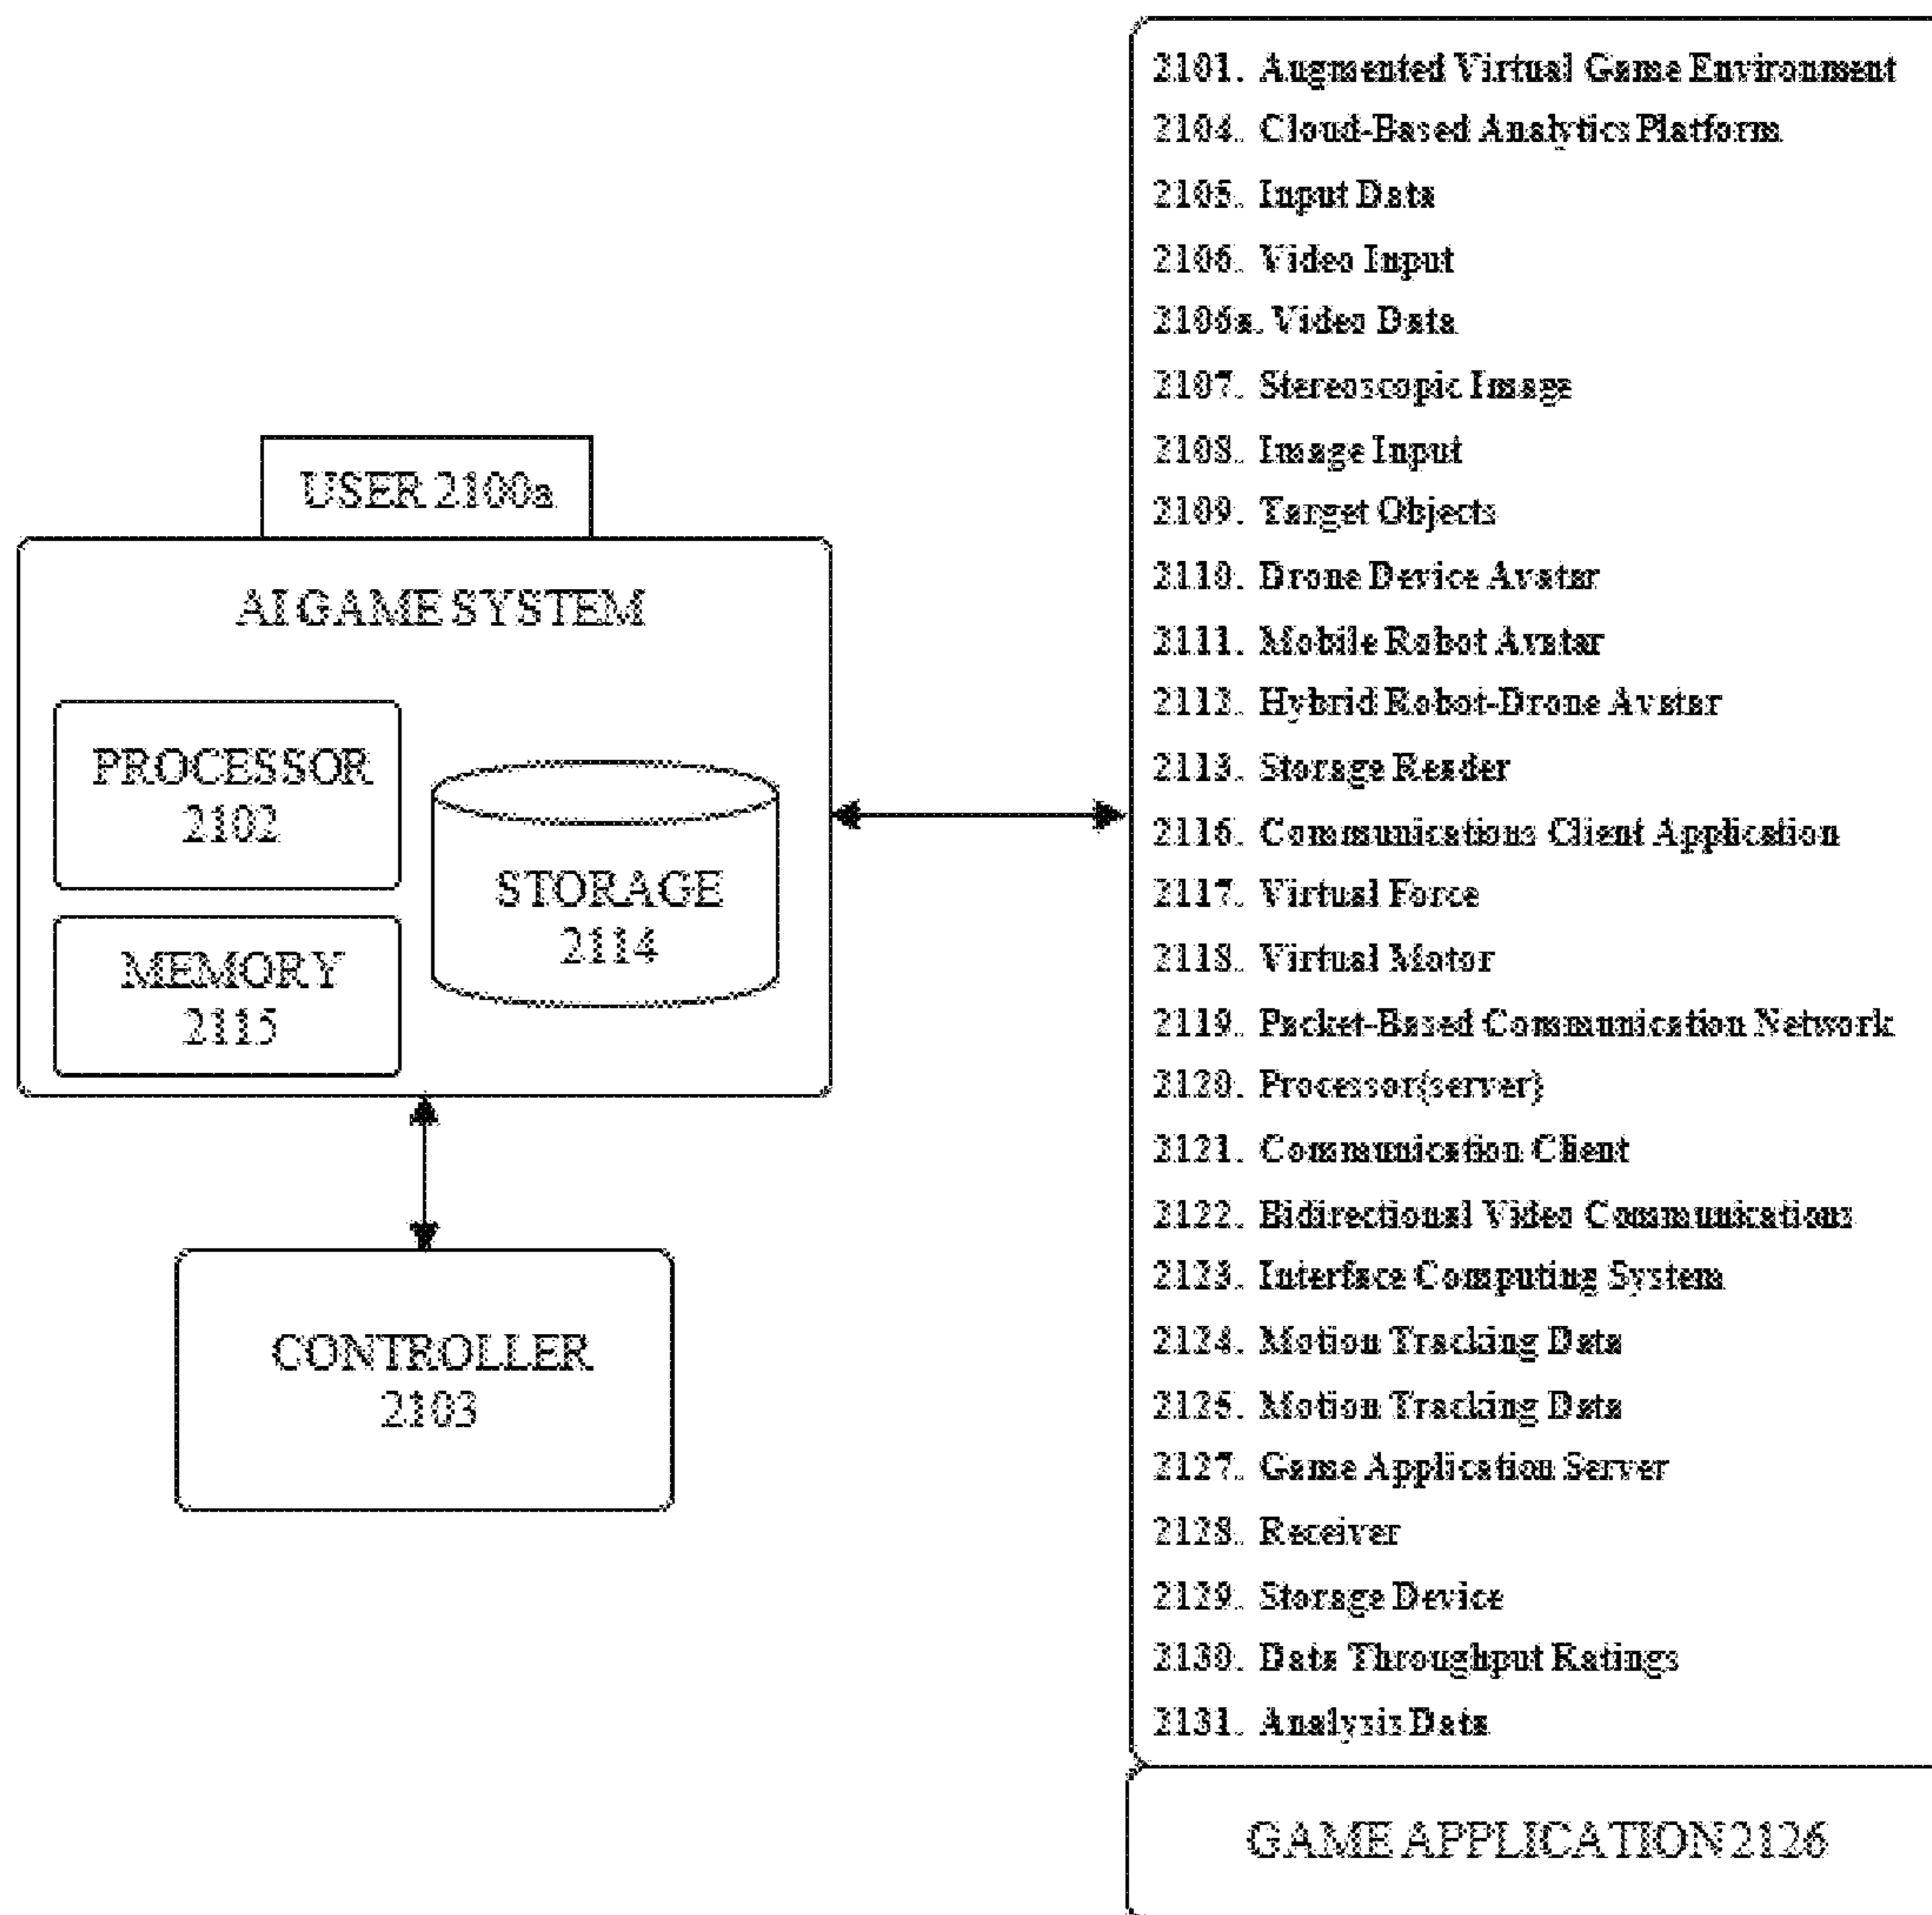 USER 2100a
AI GAME SYSTEM
PROCESSOR
2102
STORAGE
2114
MEMORY
2115
CONTROLLER
2103
2101. Augmented Virtual Game Environment
2104. Cloud-Based Analytics Platform
2105. Input Data
2106. Video Input
2106a. Video Data
2107. Stereoscopic Image
2108. Image Input
2109. Target Objects
2110. Drone Device Avatar
2111. Mobile Robot Avatar
2112. Hybrid Robot-Drone Avatar
2113. Storage Reader
2116. Communications Client Application
2117. Virtual Force
2118. Virtual Motor
2119. Packet-Based Communication Network
2120. Processor(server)
2121. Communication Client
2122. Bidirectional Video Communications
2123. Interface Computing System
2124. Motion Tracking Data
2125. Motion Tracking Data
2127. Game Application Server
2128. Receiver
2129. Storage Device
2130. Data Throughput Ratings
2131. Analysis Data
GAME APPLICATION 2126